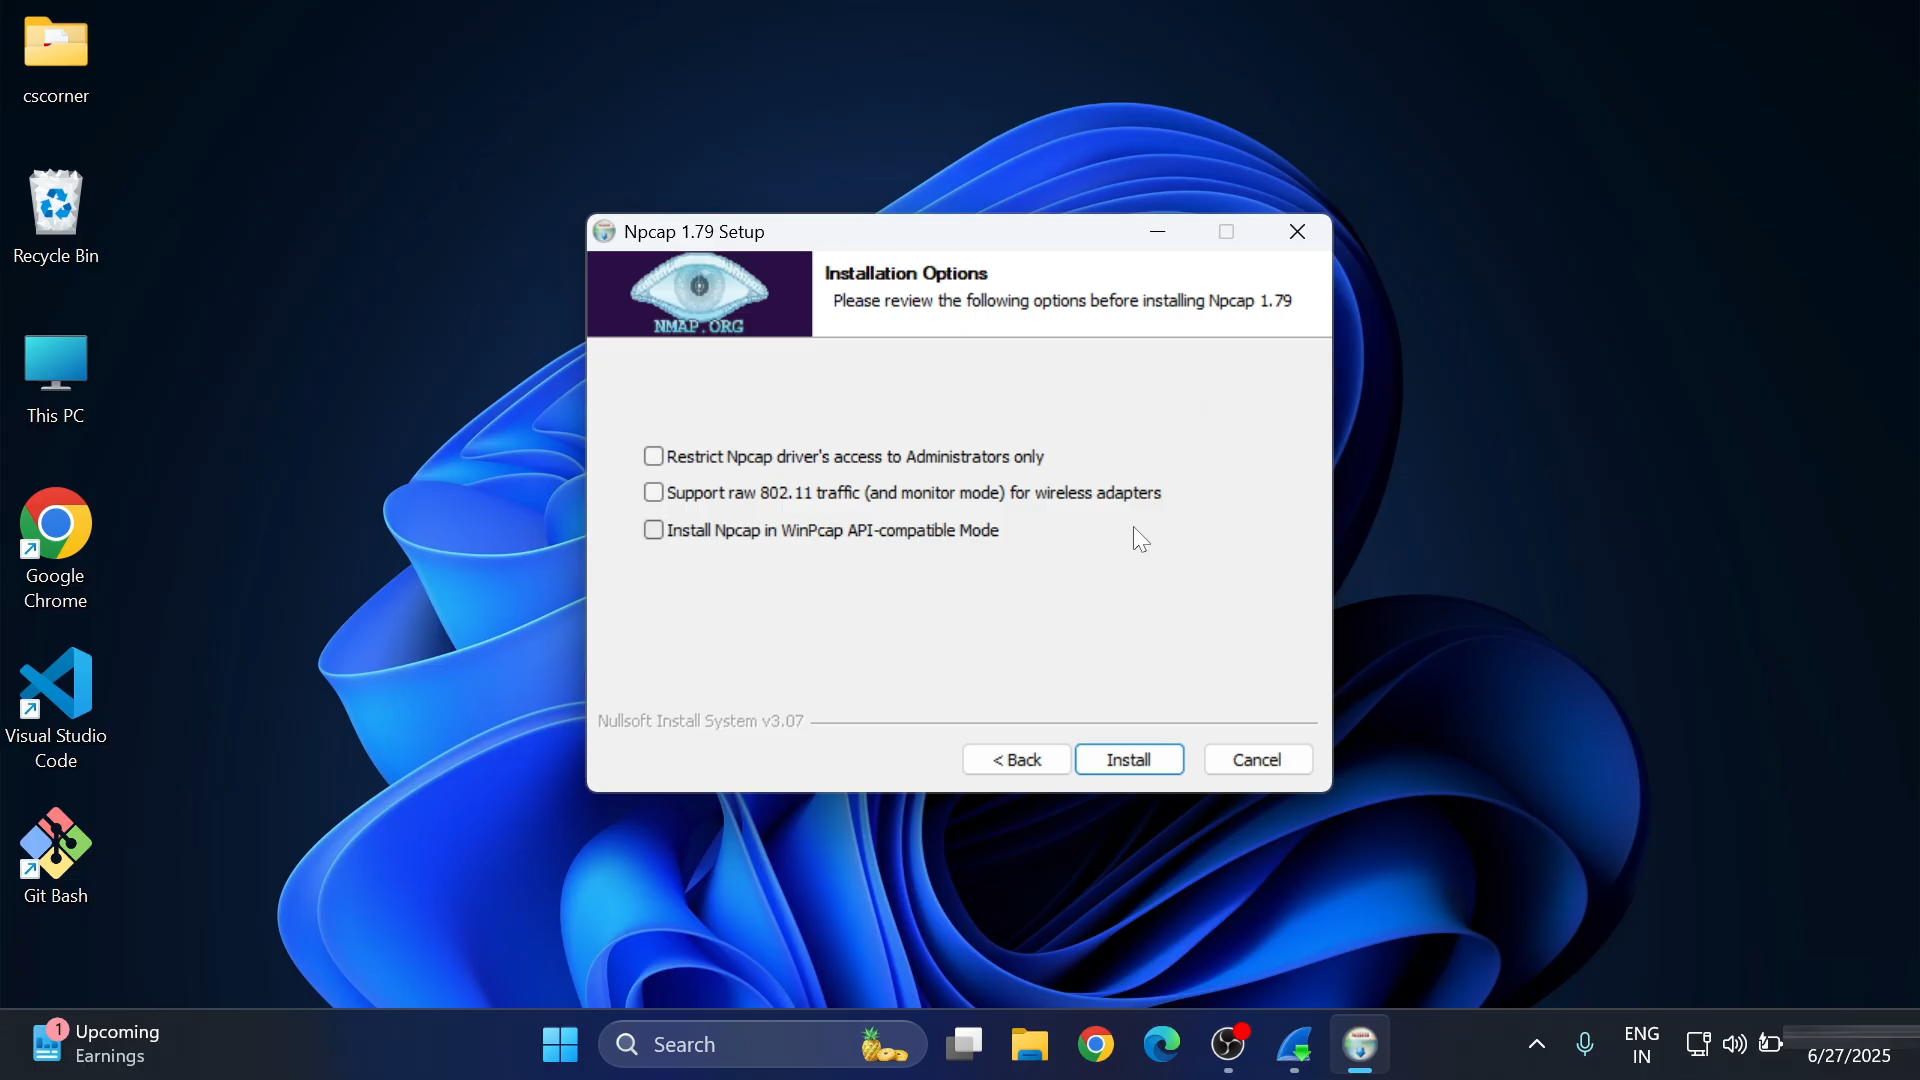 cscorner
Recycle Bin
This PC
Google
Chrome
Visual Studio
Code
Git Bash
Npcap 1.79 Setup
NMAP.ORG
Installation Options
Please review the following options before installing Npcap 1.79
Restrict Npcap driver's access to Administrators only
Support raw 802.11 traffic (and monitor mode) for wireless adapters
Install Npcap in WinPcap API-compatible Mode
Nullsoft Install System v3.07
< Back
Install
Cancel
1
Upcoming
Earnings
Search
ENG
IN
6/27/2025